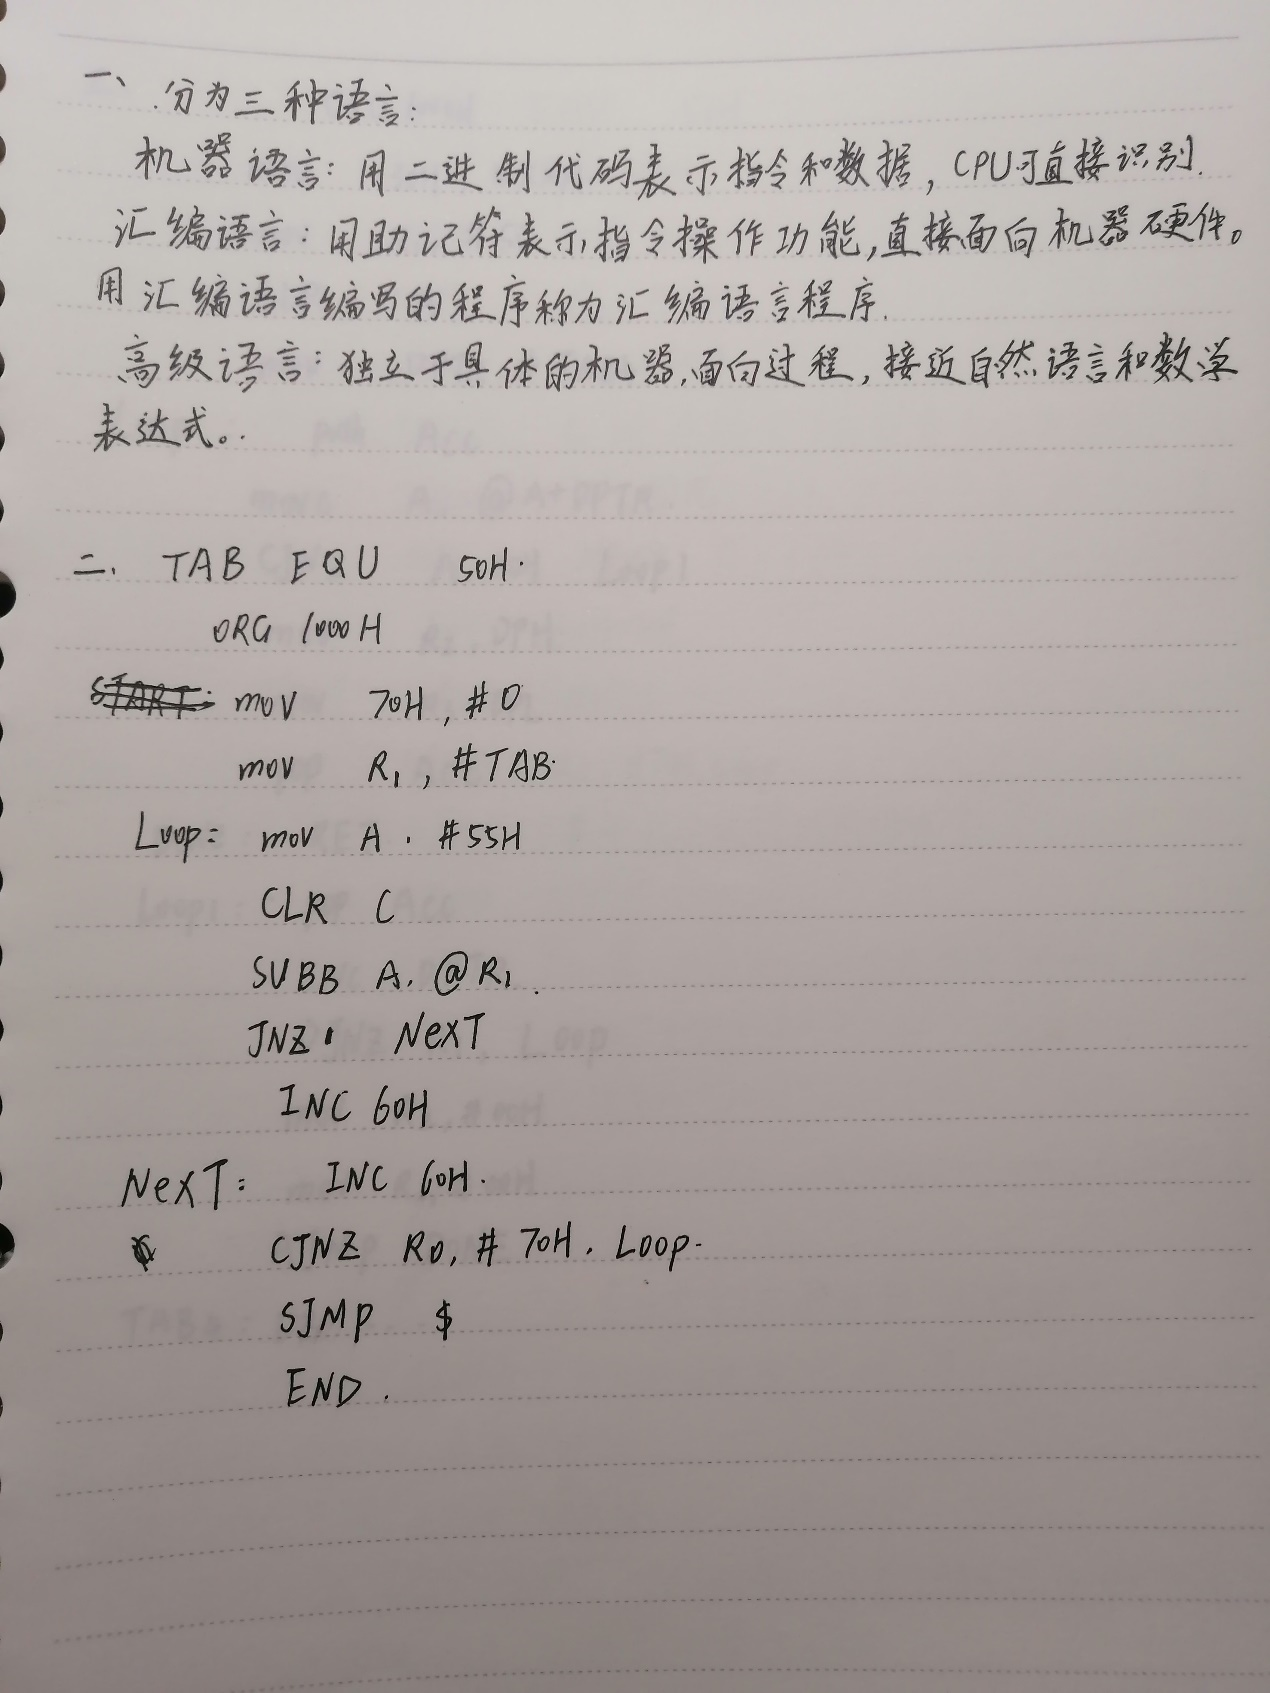 一、分为三种语言:
机器语言: 用二进制代码表示指令和数据, CPU可直接识别.
汇编语言: 用助记符表示指令操作功能,直接面向机器硬件。
用汇编语言编写的程序称为汇编语言程序.
高级语言: 独立于具体的机器,面向过程, 接近自然语言和数学
表达式。
二. TAB EQU 50H.
ORG 1000H
START: mov 70H, #0
mov R1, #TAB
Loop: mov A, #55H
CLR C
SUBB A, @R1.
JNZ NexT
INC 60H
NexT: INC 60H.
CJNZ R0, #70H, Loop.
SJMP $
END.